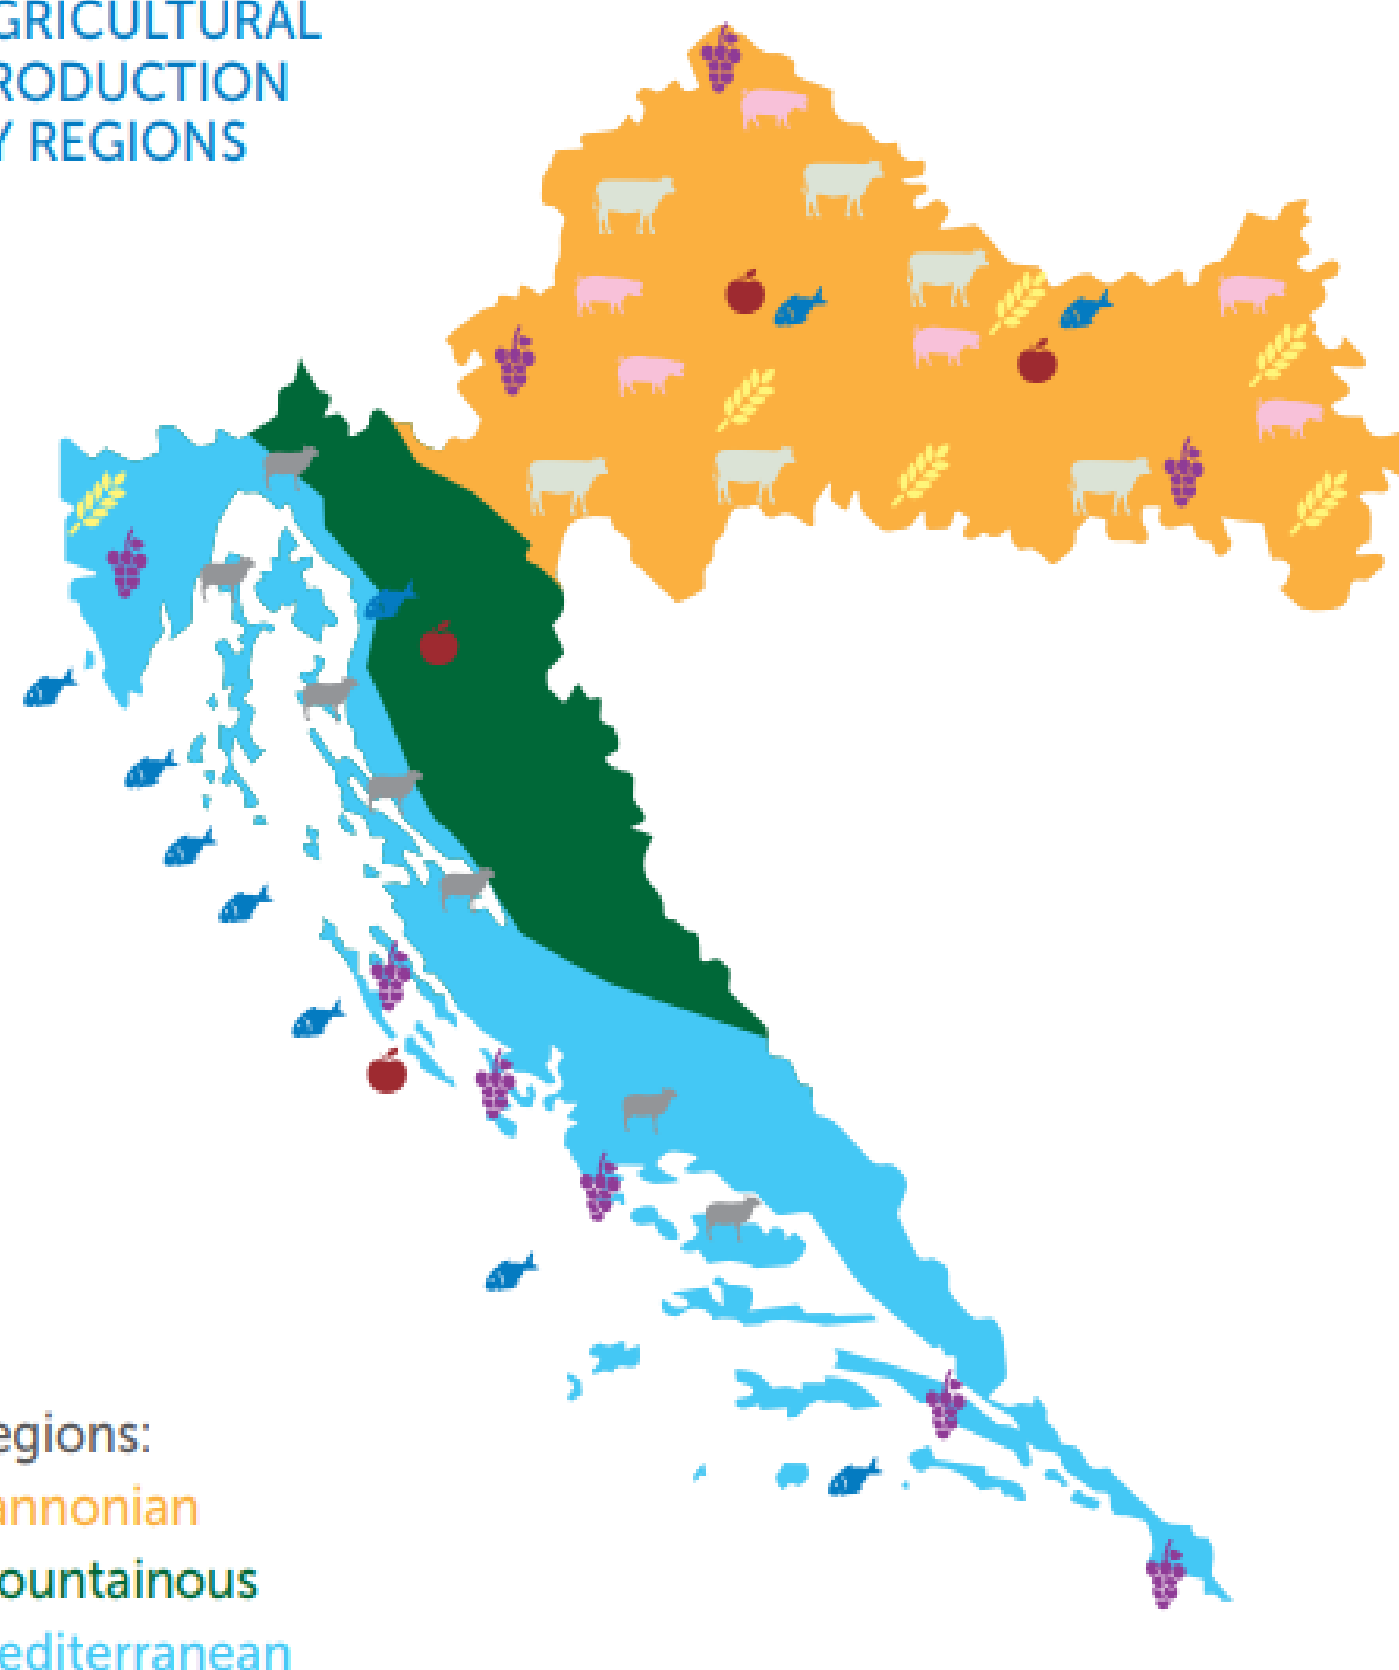 GRICULTURAL
RODUCTION
Y REGIONS
egions:
annonian
ountainous
editerranean